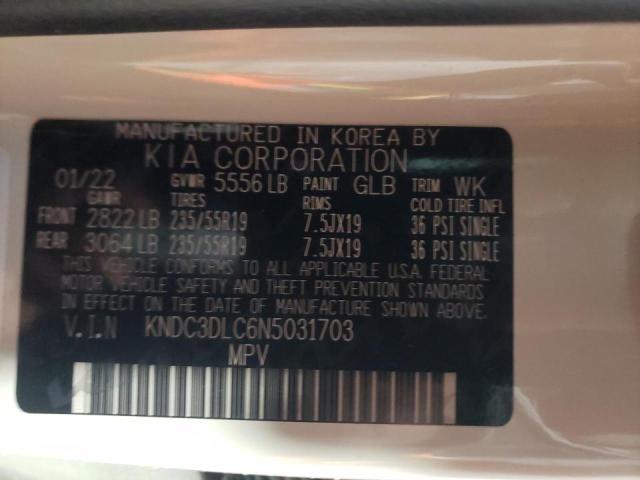 MANUFACTURED IN KOREA BY
KIA CORPORATION
01/22 GVWR 5556 LB PAINT GLB TRIM WK
GAWR TIRES RIMS COLD TIRE INFL
FRONT 2822 LB 235/55R19 7.5JX19 36 PSI SINGLE
REAR 3064 LB 235/55R19 7.5JX19 36 PSI SINGLE
THIS VEHICLE CONFORMS TO ALL APPLICABLE U.S.A. FEDERAL
MOTOR VEHICLE SAFETY AND THEFT PREVENTION STANDARDS
IN EFFECT ON THE DATE OF MANUFACTURE SHOWN ABOVE.
V.I.N KNDC3DLC6N5031703
MPV